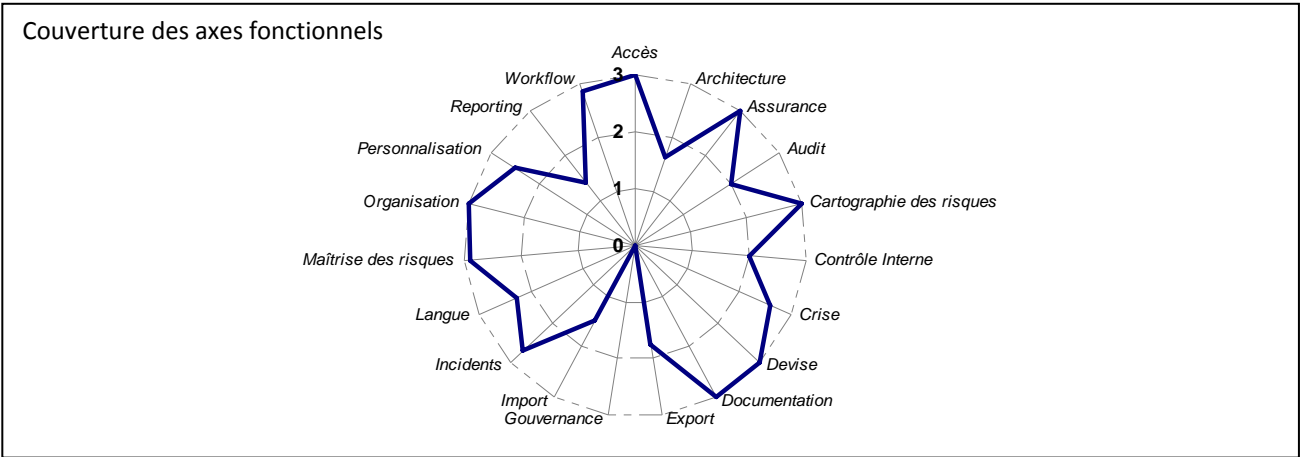 Couverture des axes fonctionnels
Accès
Workflow
3
Architecture
Reporting
Assurance
2
Personnalisation
Audit
1
Organisation
Cartographie des risques
0
Maîtrise des risques
Contrôle Interne
Langue
Crise
Incidents
Devise
Import
Documentation
Gouvernance
Export